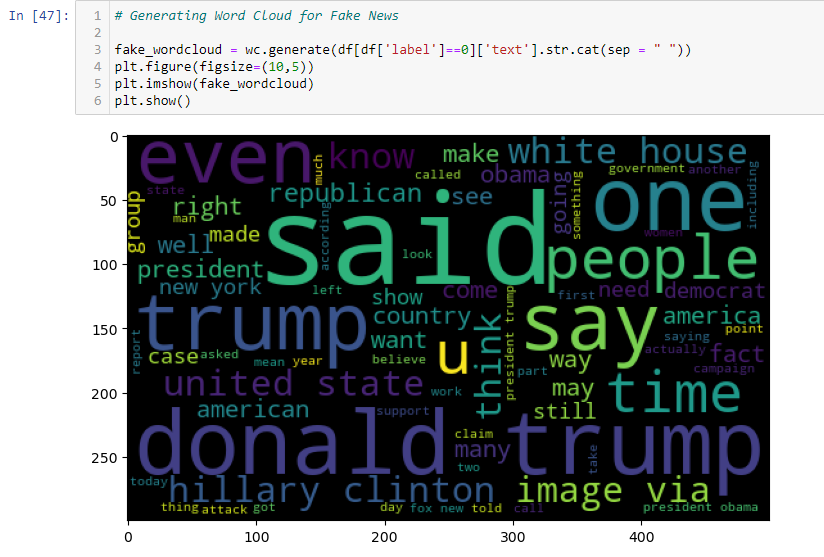 In [47]:
1 # Generating Word Cloud for Fake News
2
3 fake_wordcloud = wc.generate(df[df['label']==0]['text'].str.cat(sep = " "))
4 plt.figure(figsize=(10,5))
5 plt.imshow(fake_wordcloud)
6 plt.show()
0
50
100
150
200
250
even
know
much
make
white house
called
obama
going
government
another
state
republican
see
something
one
including
group
right
man
made
according
said
women
well
look
people
president
new york
left
show
come
first
need
democrat
trump
country
president trump
say
america
saying
point
report
case
asked
want
u
think
way
actually
fact
mean
year
believe
part
campaign
united state
work
may
time
american
support
still
donald trump
claim
many
two
take
today
hillary clinton
image via
thing
attack
got
day
fox new
told
call
president obama
0
100
200
300
400